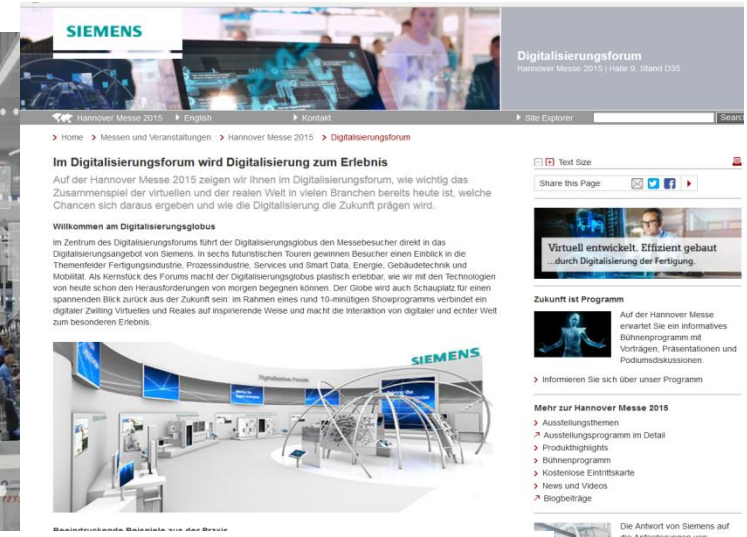 SIEMENS
Digitalisierungsforum
Hannover Messe 2015 | Halle 9, Stand D35
Hannover Messe 2015
English
Kontakt
Site Explorer
Search
Home
Messen und Veranstaltungen
Hannover Messe 2015
Digitalisierungsforum
Im Digitalisierungsforum wird Digitalisierung zum Erlebnis
Auf der Hannover Messe 2015 zeigen wir Ihnen im Digitalisierungsforum, wie wichtig das
Zusammenspiel der virtuellen und der realen Welt in vielen Branchen bereits heute ist, welche
Chancen sich daraus ergeben und wie die Digitalisierung die Zukunft prägen wird.
Willkommen am Digitalisierungsglobus
Im Zentrum des Digitalisierungsforums führt der Digitalisierungsglobus den Messebesucher direkt in das
Digitalisierungsangebot von Siemens. In sechs futuristischen Touren gewinnen Besucher einen Einblick in die
Themenfelder Fertigungsindustrie, Prozessindustrie, Services und Smart Data, Energie, Gebäudetechnik und
Mobilität. Als Kernstück des Forums macht der Digitalisierungsglobus plastisch erlebbar, wie wir mit den Technologien
von heute schon den Herausforderungen von morgen begegnen können. Der Globe wird auch Schauplatz für einen
spannenden Blick zurück aus der Zukunft sein: im Rahmen eines rund 10-minütigen Showprogramms verbindet ein
digitaler Zwilling Virtuelles und Reales auf inspirierende Weise und macht die Interaktion von digitaler und echter Welt
zum besonderen Erlebnis.
SIEMENS
Digitalization Forum
Beeindruckende Beispiele aus der Praxis
Text Size
Share this Page:
Virtuell entwickelt. Effizient gebaut
...durch Digitalisierung der Fertigung.
Zukunft ist Programm
Auf der Hannover Messe
erwartet Sie ein informatives
Bühnenprogramm mit
Vorträgen, Präsentationen und
Podiumsdiskussionen.
Informieren Sie sich über unser Programm
Mehr zur Hannover Messe 2015
Ausstellungsthemen
Ausstellungsprogramm im Detail
Produkthighlights
Bühnenprogramm
Kostenlose Eintrittskarte
News und Videos
Blogbeiträge
Die Antwort von Siemens auf
die Anforderungen von